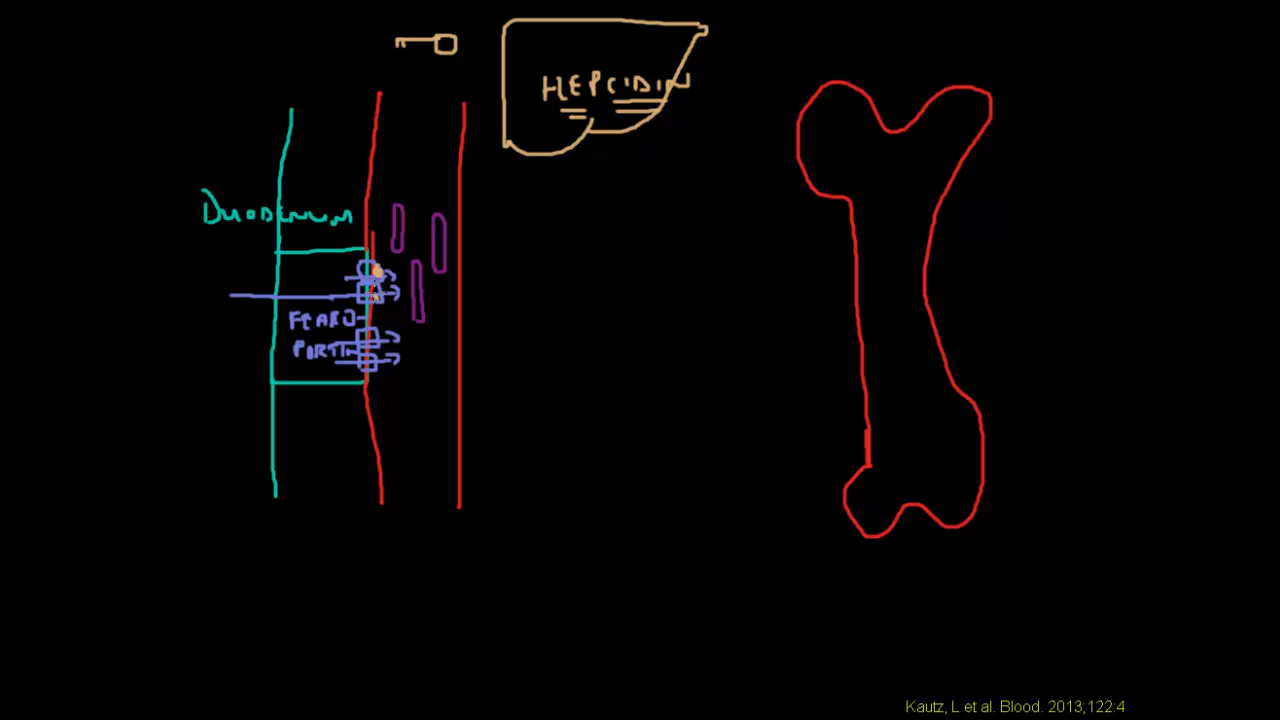 HEPCIDIN
DUODENUM
FERRO
PORTIN
Kautz, L et al. Blood. 2013;122:4